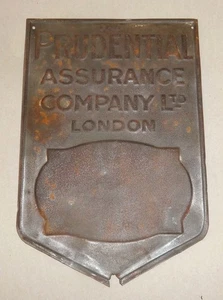 PRUDENTIAL
ASSURANCE
COMPANY LTD
LONDON